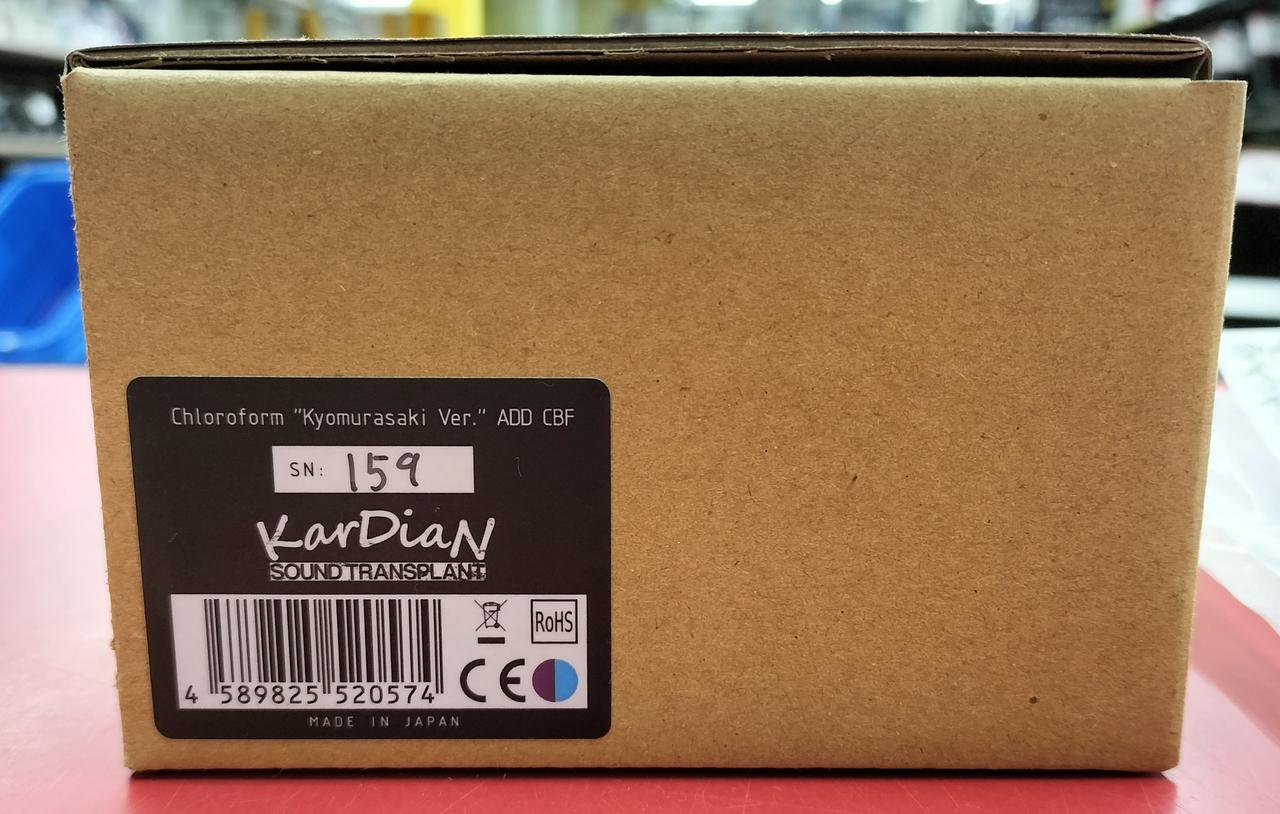 Chloroform "Kyomurasaki Ver." ADD CBF
SN: 159
KarDiaN
SOUND TRANSPLANT
RoHS
CE
4 589825 520574
MADE IN JAPAN